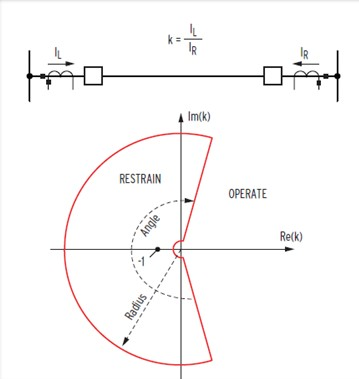 k = I_L / I_R
I_L
I_R
Im(k)
RESTRAIN
OPERATE
Angle
Re(k)
-1
Radius